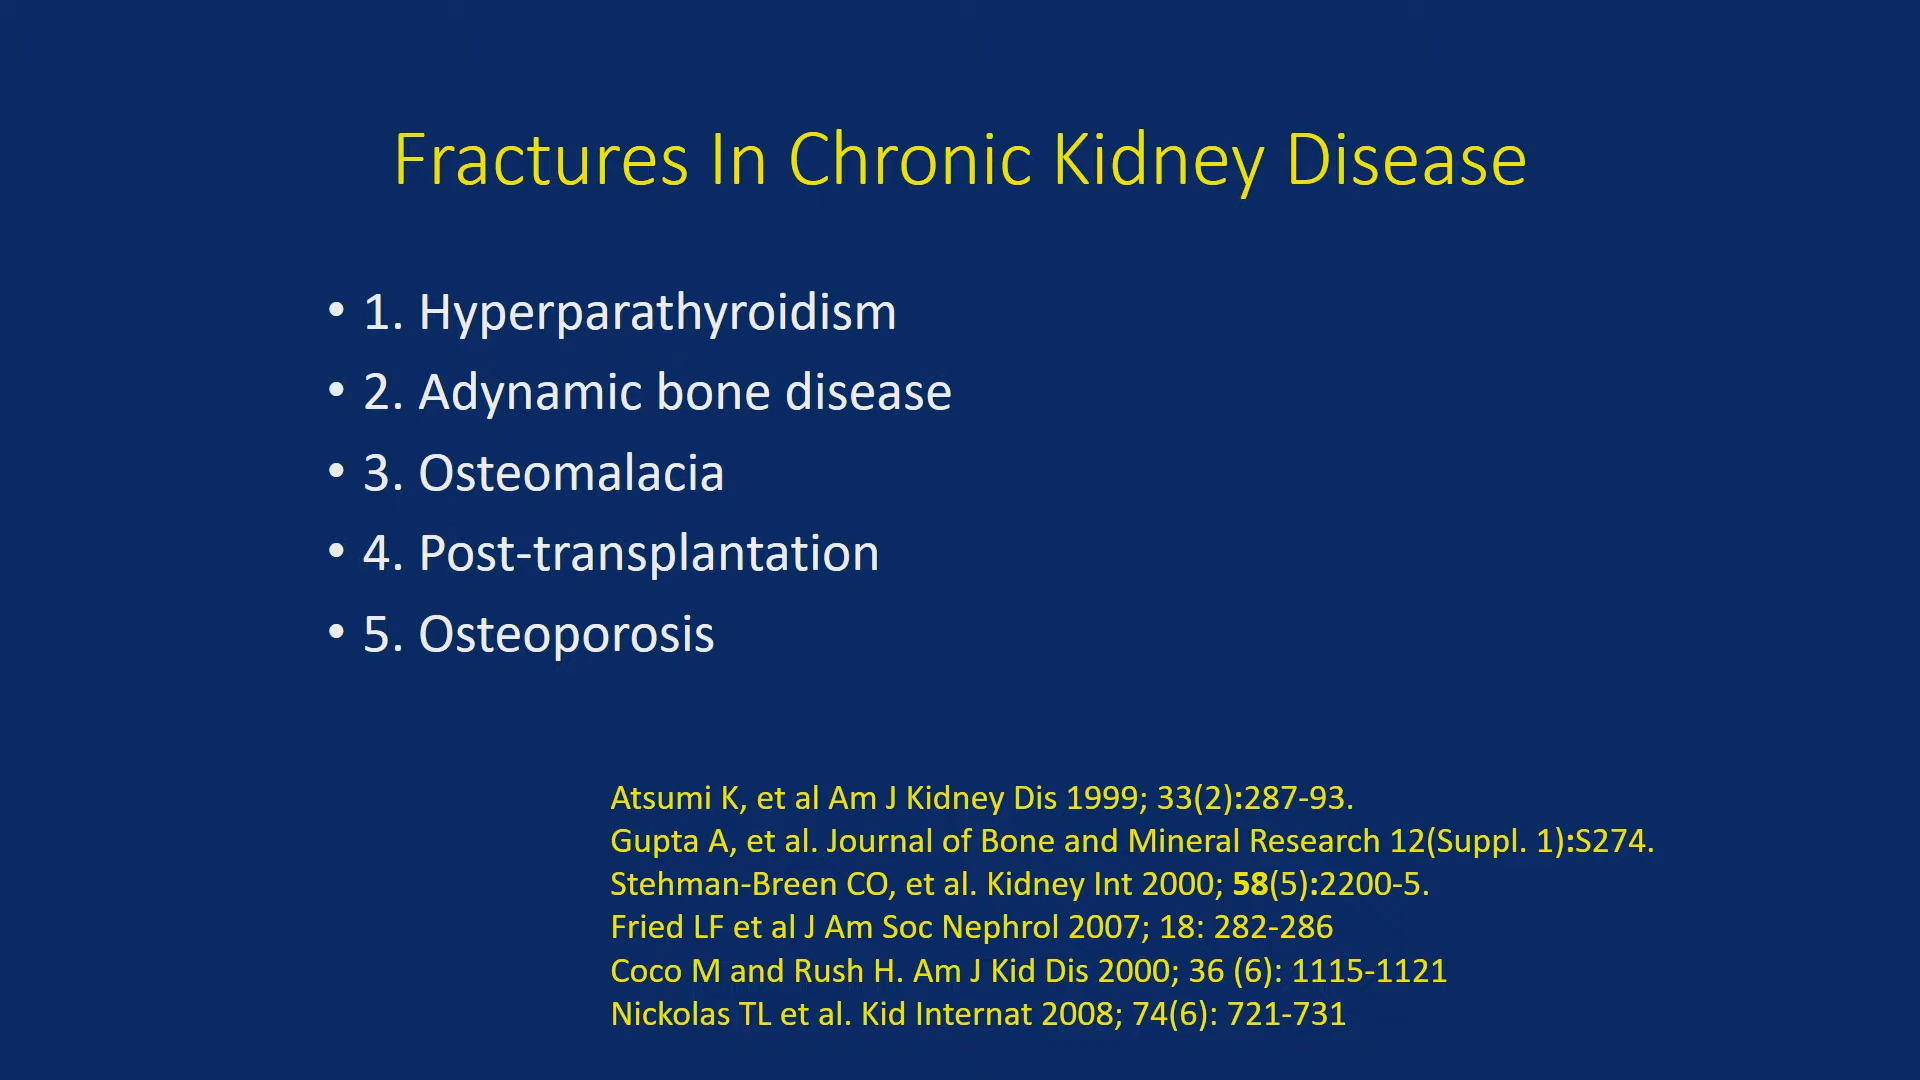 Fractures In Chronic Kidney Disease
• 1. Hyperparathyroidism
• 2. Adynamic bone disease
• 3. Osteomalacia
• 4. Post-transplantation
• 5. Osteoporosis
Atsumi K, et al Am J Kidney Dis 1999; 33(2):287-93.
Gupta A, et al. Journal of Bone and Mineral Research 12(Suppl. 1):S274.
Stehman-Breen CO, et al. Kidney Int 2000; 58(5):2200-5.
Fried LF et al J Am Soc Nephrol 2007; 18: 282-286
Coco M and Rush H. Am J Kid Dis 2000; 36 (6): 1115-1121
Nickolas TL et al. Kid Internat 2008; 74(6): 721-731